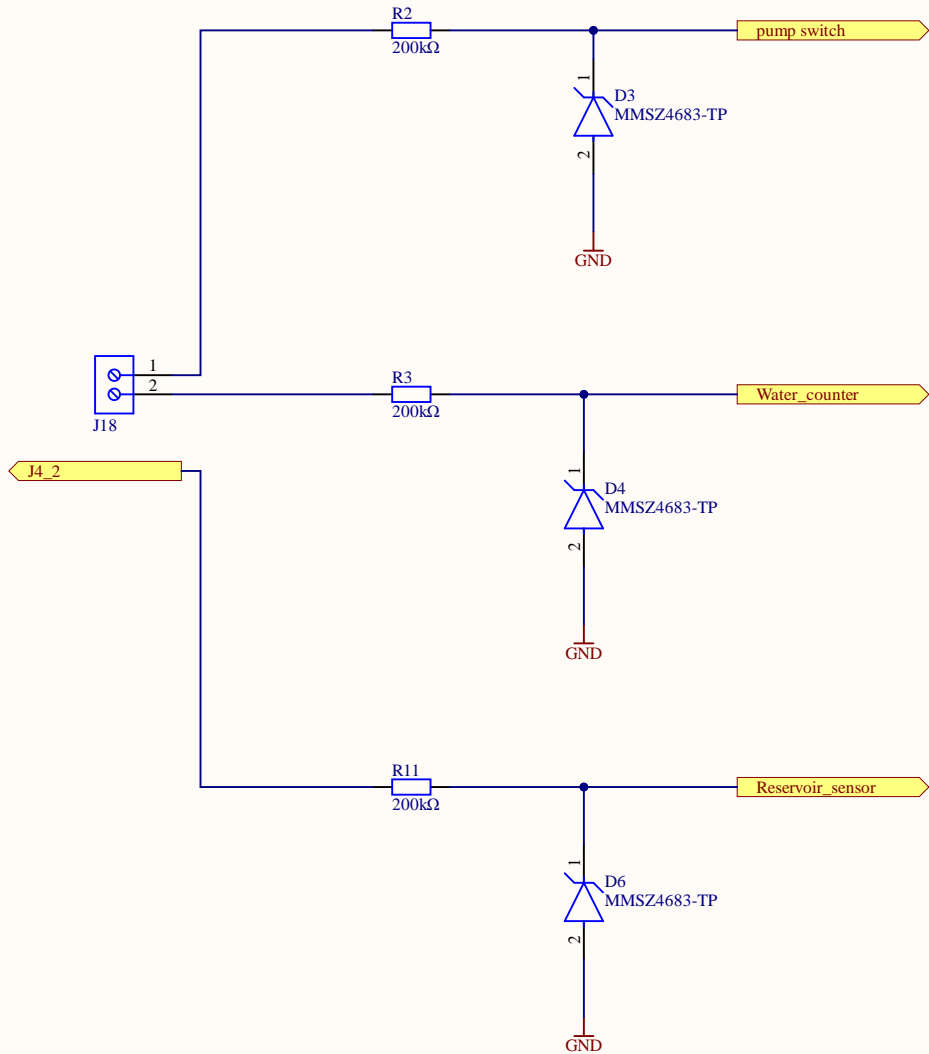 R2
200kΩ
pump switch
1
D3
MMSZ4683-TP
2
GND
1
2
J18
R3
200kΩ
Water_counter
J4_2
1
D4
MMSZ4683-TP
2
GND
R11
200kΩ
Reservoir_sensor
1
D6
MMSZ4683-TP
2
GND